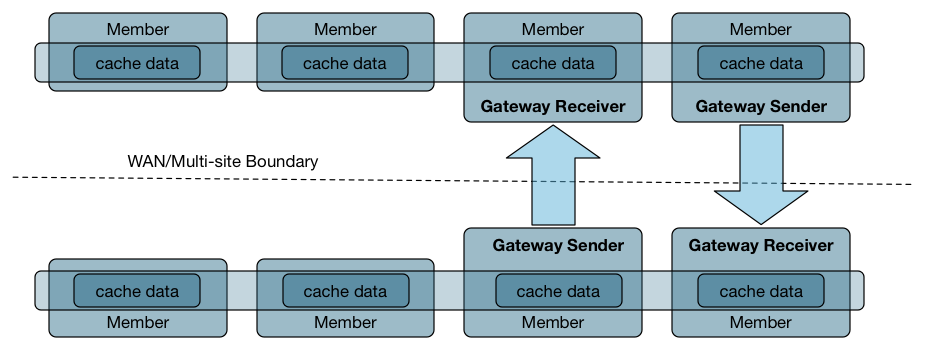 Member Member Member Member
cache data cache data cache data cache data
Gateway Receiver Gateway Sender
WAN/Multi-site Boundary
Gateway Sender Gateway Receiver
cache data cache data cache data cache data
Member Member Member Member